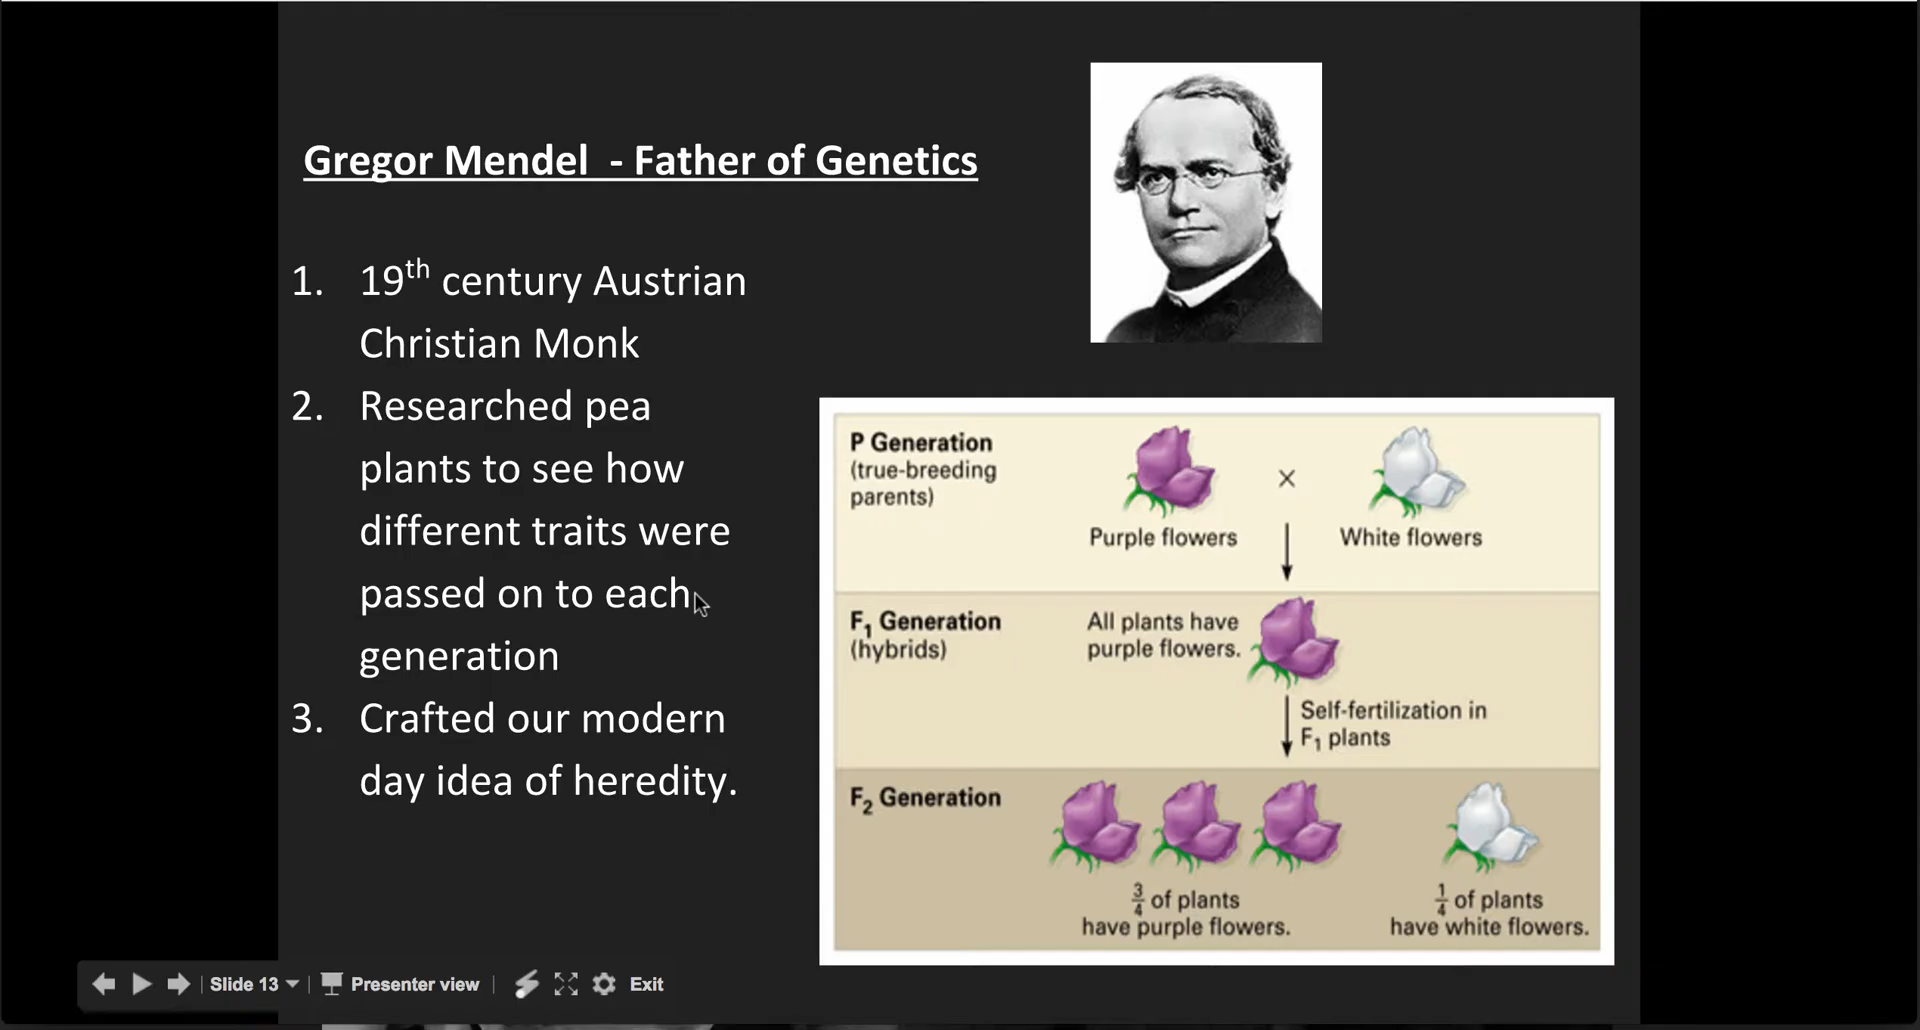 Gregor Mendel - Father of Genetics
1. 19th century Austrian
Christian Monk
2. Researched pea
plants to see how
different traits were
passed on to each
generation
3. Crafted our modern
day idea of heredity.
P Generation
(true-breeding
parents)
×
Purple flowers
White flowers
F1 Generation
(hybrids)
All plants have
purple flowers.
Self-fertilization in
F1 plants
F2 Generation
3/4 of plants
have purple flowers.
1/4 of plants
have white flowers.
Slide 13
Presenter view
Exit